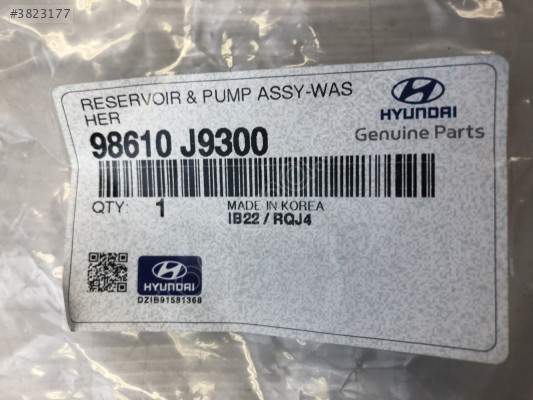 #3823177
RESERVOIR & PUMP ASSY-WAS
HER
98610 J9300
HYUNDAI
Genuine Parts
QTY: 1
MADE IN KOREA
IB22 / RQJ4
HYUNDAI
DZIB91581368